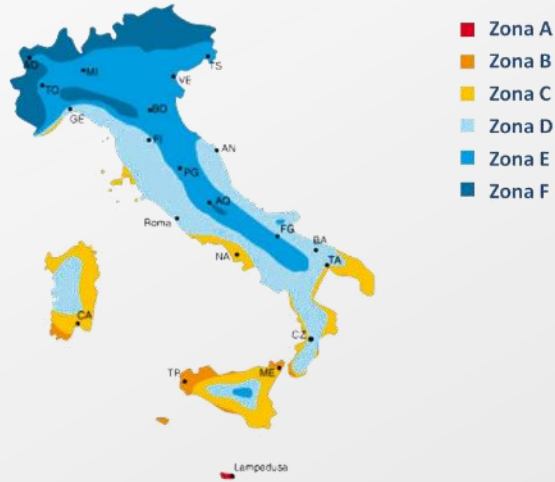 Zona A
Zona B
Zona C
Zona D
Zona E
Zona F
AO
MI
TS
TO
VE
GE
BO
FI
AN
PG
AQ
Roma
FG
BA
NA
TA
CA
CZ
TP
ME
Lampedusa